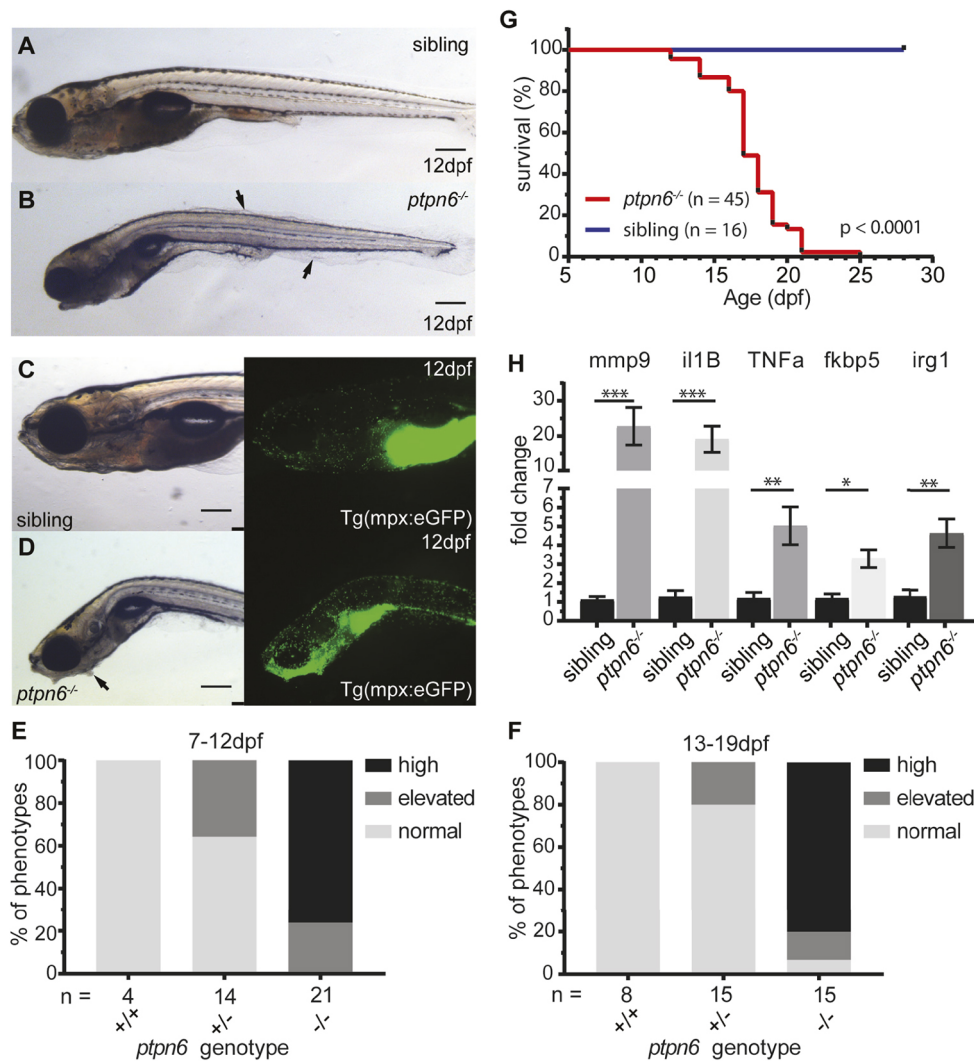 A
sibling
12dpf
B
ptpn6-/-
12dpf
C
sibling
12dpf
Tg(mpx:eGFP)
D
ptpn6-/-
12dpf
Tg(mpx:eGFP)
E
7-12dpf
% of phenotypes
100
80
60
40
20
0
high
elevated
normal
n = 4 14 21
+/+ +/- -/-
ptpn6 genotype
F
13-19dpf
% of phenotypes
100
80
60
40
20
0
high
elevated
normal
n = 8 15 15
+/+ +/- -/-
ptpn6 genotype
G
survival (%)
100
80
60
40
20
0
ptpn6-/- (n = 45)
sibling (n = 16)
p < 0.0001
5 10 15 20 25 30
Age (dpf)
H
mmp9 il1B TNFa fkbp5 irg1
*** *** ** * **
fold change
30
20
10
7
6
5
4
3
2
1
0
sibling ptpn6-/- sibling ptpn6-/- sibling ptpn6-/- sibling ptpn6-/- sibling ptpn6-/-